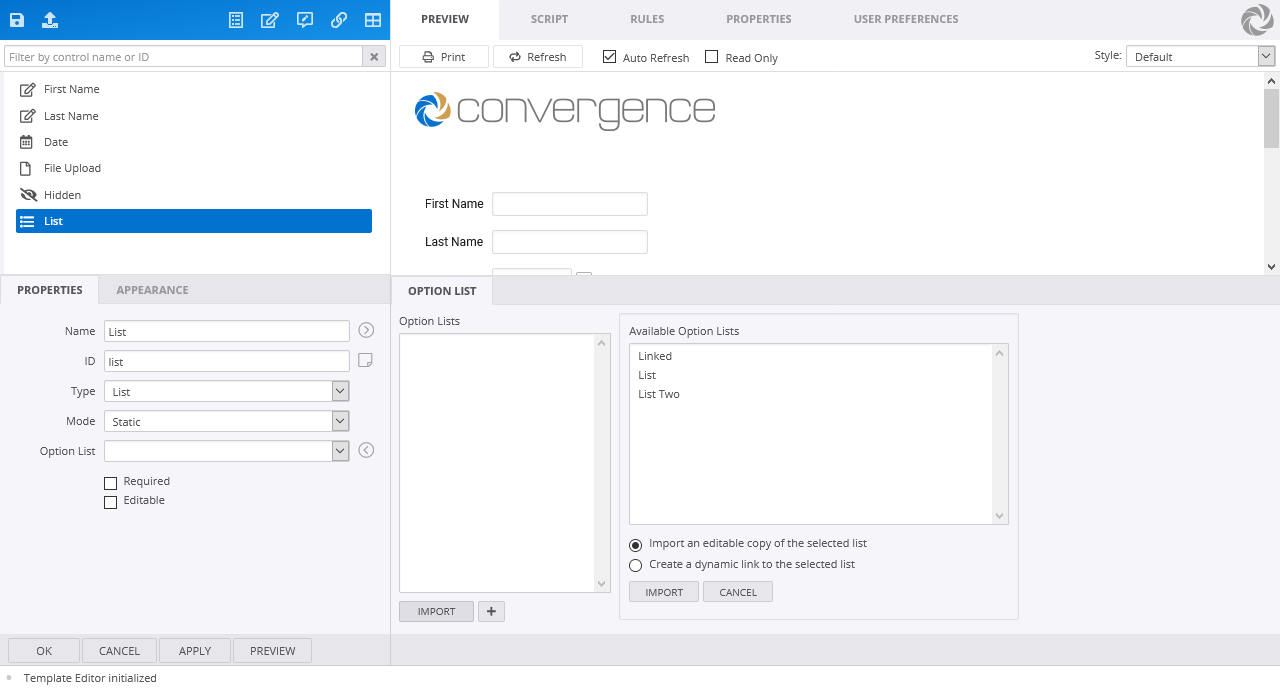 PREVIEW SCRIPT RULES PROPERTIES USER PREFERENCES
Filter by control name or ID
Print Refresh Auto Refresh Read Only Style: Default
First Name
Last Name
Date
File Upload
Hidden
List
convergence
First Name
Last Name
PROPERTIES APPEARANCE
Name List
ID list
Type List
Mode Static
Option List
Required
Editable
OPTION LIST
Option Lists
IMPORT
Available Option Lists
Linked
List
List Two
Import an editable copy of the selected list
Create a dynamic link to the selected list
IMPORT CANCEL
OK CANCEL APPLY PREVIEW
Template Editor initialized